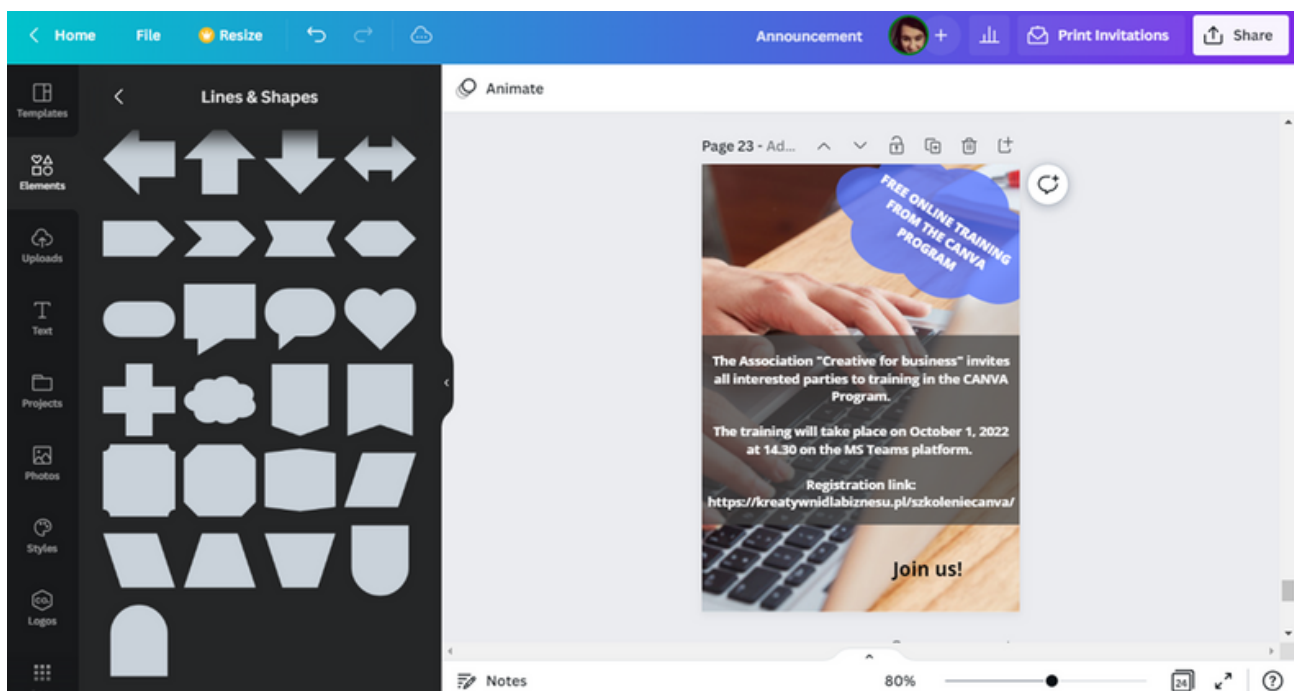 Home File Resize Announcement + Print Invitations Share
Templates
Elements
Uploads
Text
Projects
Photos
Styles
CO.
Logos
Lines & Shapes
Animate
Page 23 - Ad...
FREE ONLINE TRAINING
FROM THE CANVA
PROGRAM
The Association "Creative for business" invites
all interested parties to training in the CANVA
Program.
The training will take place on October 1, 2022
at 14.30 on the MS Teams platform.
Registration link:
https://kreatywnidlabiznesu.pl/szkoleniecanva/
Join us!
Notes 80% 24 ?